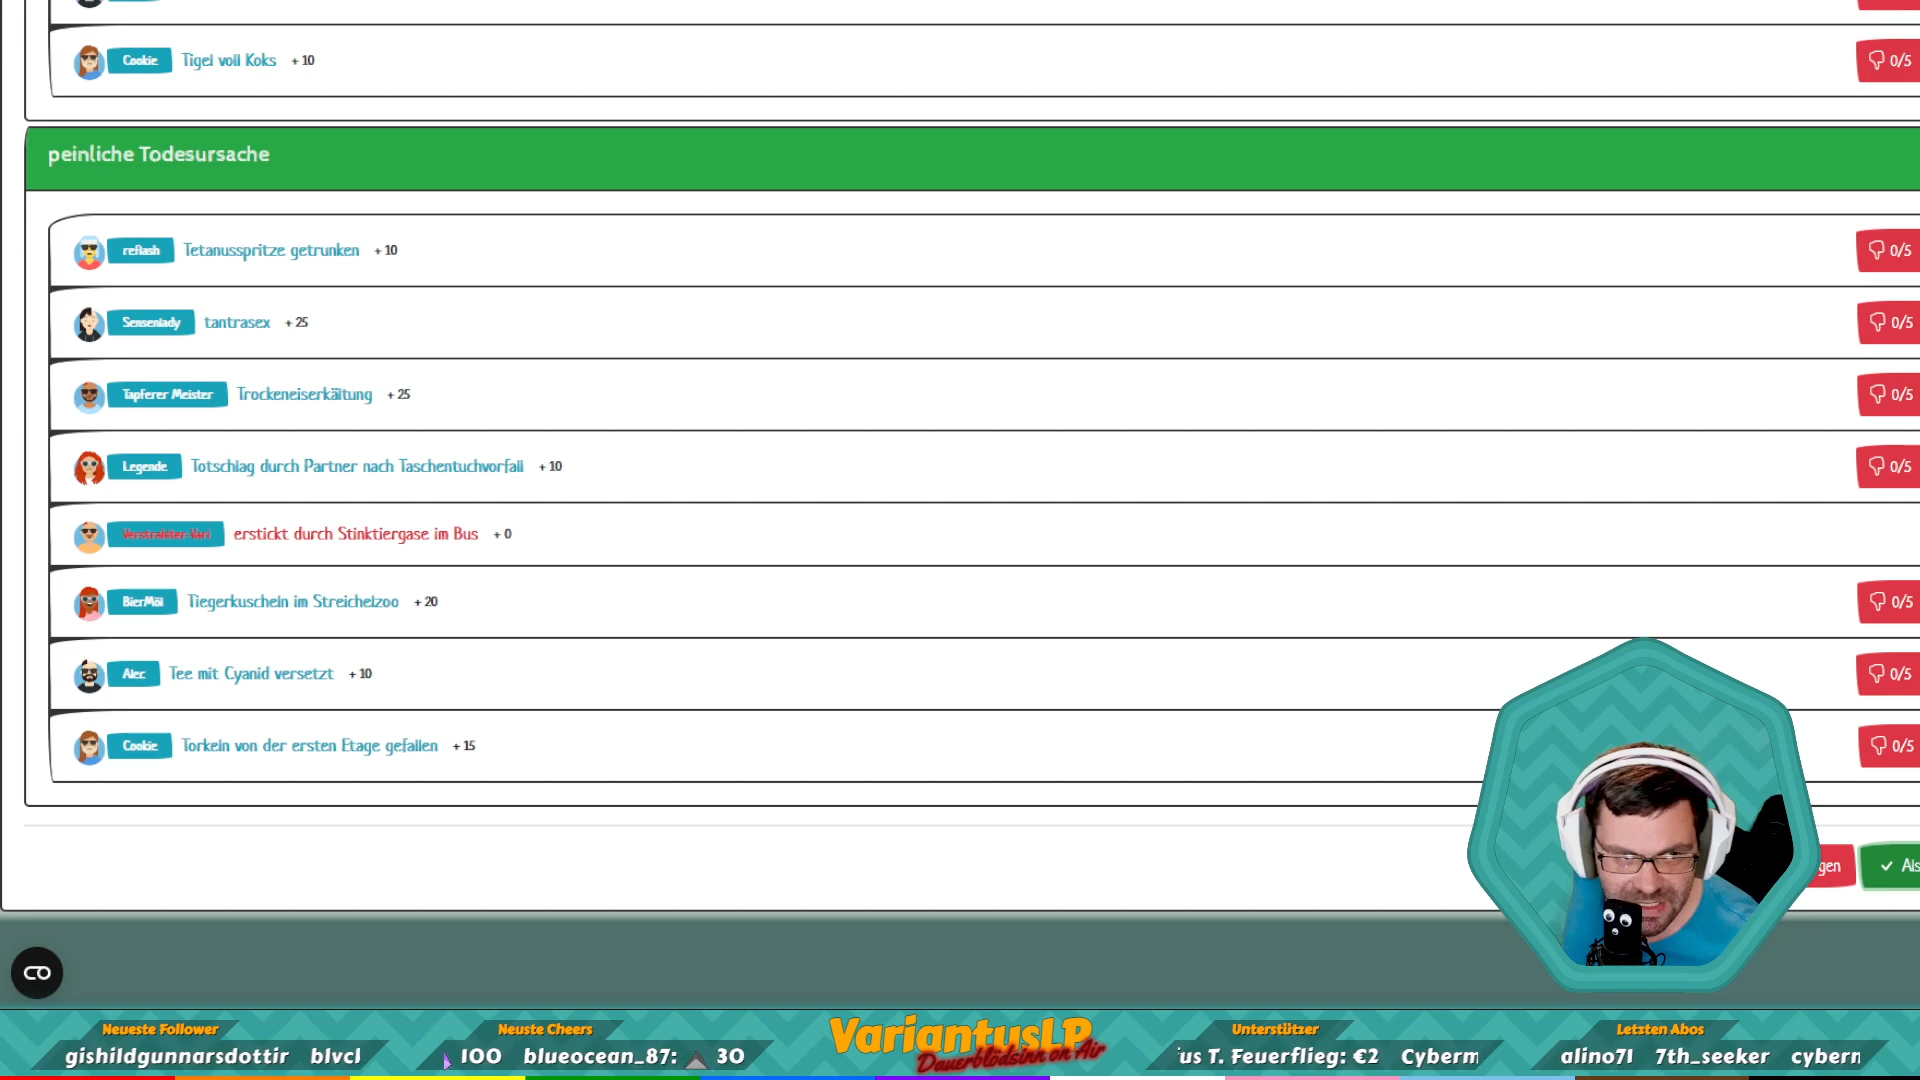 Cookie Tigel voll Koks + 10 0/5
peinliche Todesursache
reflash Tetanusspritze getrunken + 10 0/5
Sensenlady tantrasex + 25 0/5
Tapferer Meister Trockeneiserkältung + 25 0/5
Legende Totschlag durch Partner nach Taschentuchvorfall + 10 0/5
Verstrahlter Vari erstickt durch Stinktiergase im Bus + 0
BierMöl Tiegerkuscheln im Streichelzoo + 20 0/5
Alec Tee mit Cyanid versetzt + 10 0/5
Cookie Torkeln von der ersten Etage gefallen + 15 0/5
gen Als
Neueste Follower Neuste Cheers VariantusLP Unterstützer Letzten Abos
gishildgunnarsdottir blvcl 100 blueocean_87: 30 Dauerblödsinn on Air us T. Feuerflieg: €2 Cybern alino71 7th_seeker cybern